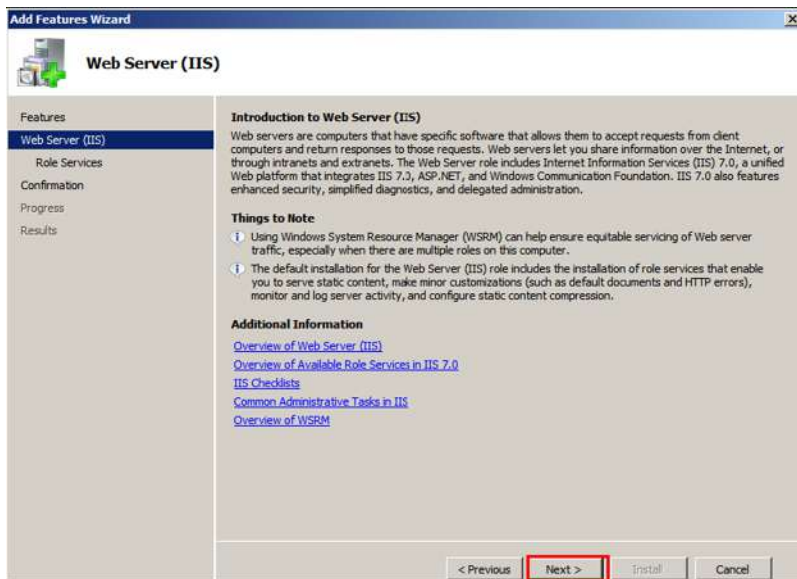 Add Features Wizard
Web Server (IIS)
Features
Web Server (IIS)
Role Services
Confirmation
Progress
Results
Introduction to Web Server (IIS)
Web servers are computers that have specific software that allows them to accept requests from client
computers and return responses to those requests. Web servers let you share information over the Internet, or
through intranets and extranets. The Web Server role includes Internet Information Services (IIS) 7.0, a unified
Web platform that integrates IIS 7.0, ASP.NET, and Windows Communication Foundation. IIS 7.0 also features
enhanced security, simplified diagnostics, and delegated administration.
Things to Note
Using Windows System Resource Manager (WSRM) can help ensure equitable servicing of Web server
traffic, especially when there are multiple roles on this computer.
The default installation for the Web Server (IIS) role includes the installation of role services that enable
you to serve static content, make minor customizations (such as default documents and HTTP errors),
monitor and log server activity, and configure static content compression.
Additional Information
Overview of Web Server (IIS)
Overview of Available Role Services in IIS 7.0
IIS Checklists
Common Administrative Tasks in IIS
Overview of WSRM
< Previous
Next >
Install
Cancel